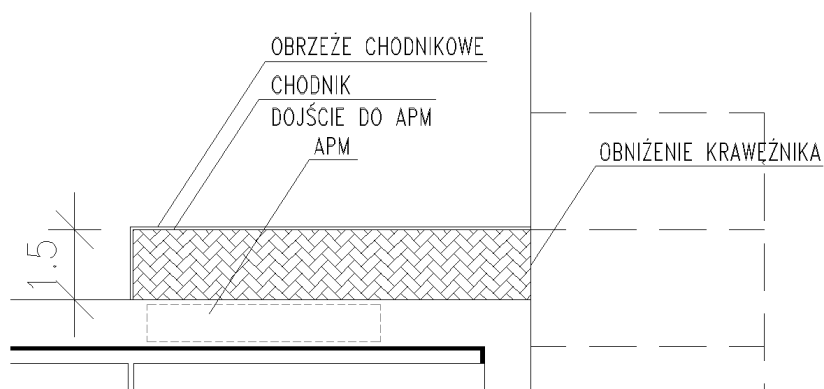 OBRZEŻE CHODNIKOWE
CHODNIK
DOJŚCIE DO APM
APM
OBNIŻENIE KRAWĘŻNIKA
1.5